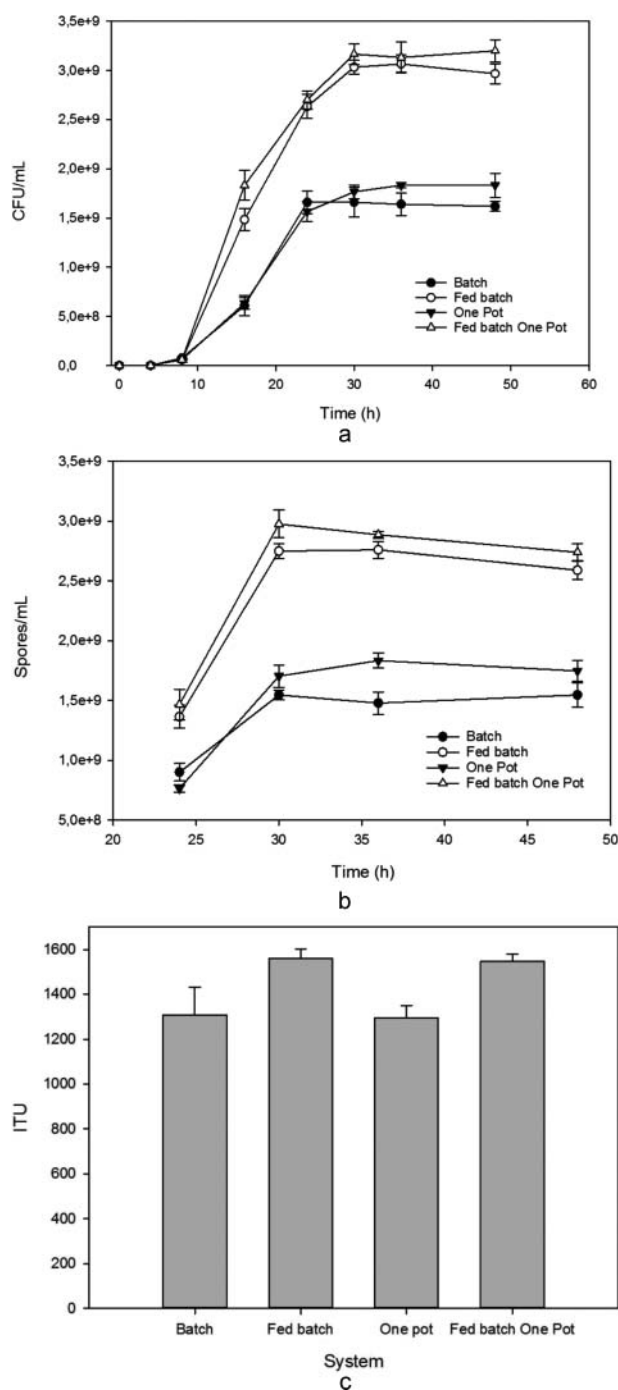 3,5e+9
3,0e+9
2,5e+9
2,0e+9
1,5e+9
1,0e+9
5,0e+8
0,0
CFU/mL
Batch
Fed batch
One Pot
Fed batch One Pot
0 10 20 30 40 50 60
Time (h)
a
3,5e+9
3,0e+9
2,5e+9
2,0e+9
1,5e+9
1,0e+9
5,0e+8
Spores/mL
Batch
Fed batch
One Pot
Fed batch One Pot
20 25 30 35 40 45 50
Time (h)
b
1600
1400
1200
1000
800
600
400
200
0
ITU
Batch Fed batch One pot Fed batch One Pot
System
c